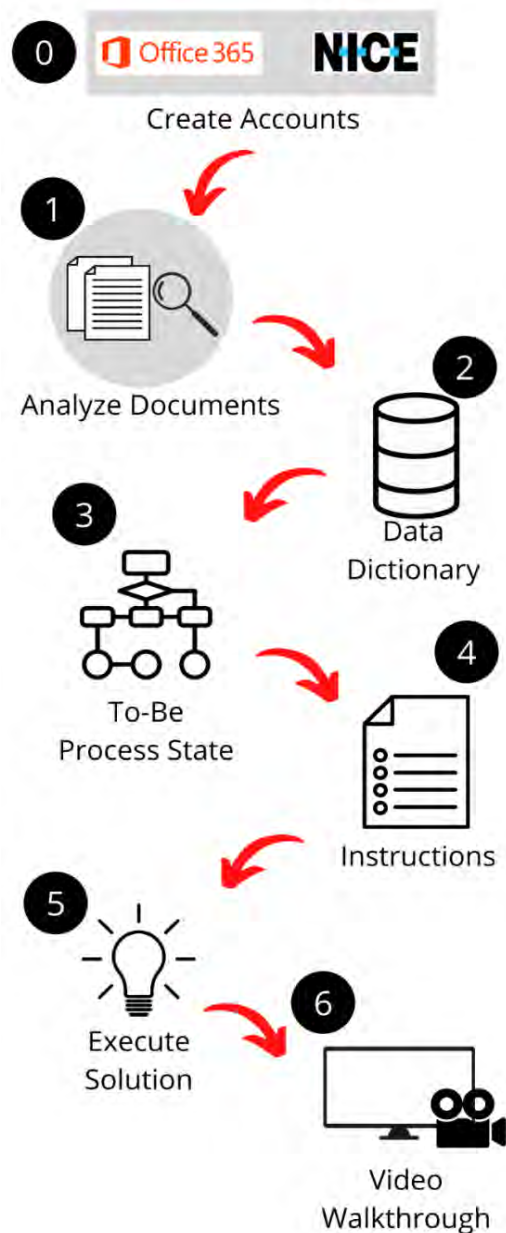 0
Office 365
NICE
Create Accounts
1
Analyze Documents
2
Data
Dictionary
3
To-Be
Process State
4
Instructions
5
Execute
Solution
6
Video
Walkthrough